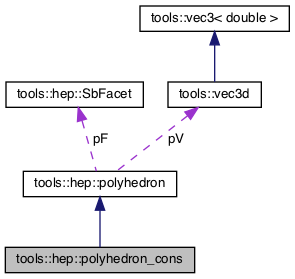 tools::vec3< double >
tools::hep::SbFacet
tools::vec3d
pF
pV
tools::hep::polyhedron
tools::hep::polyhedron_cons